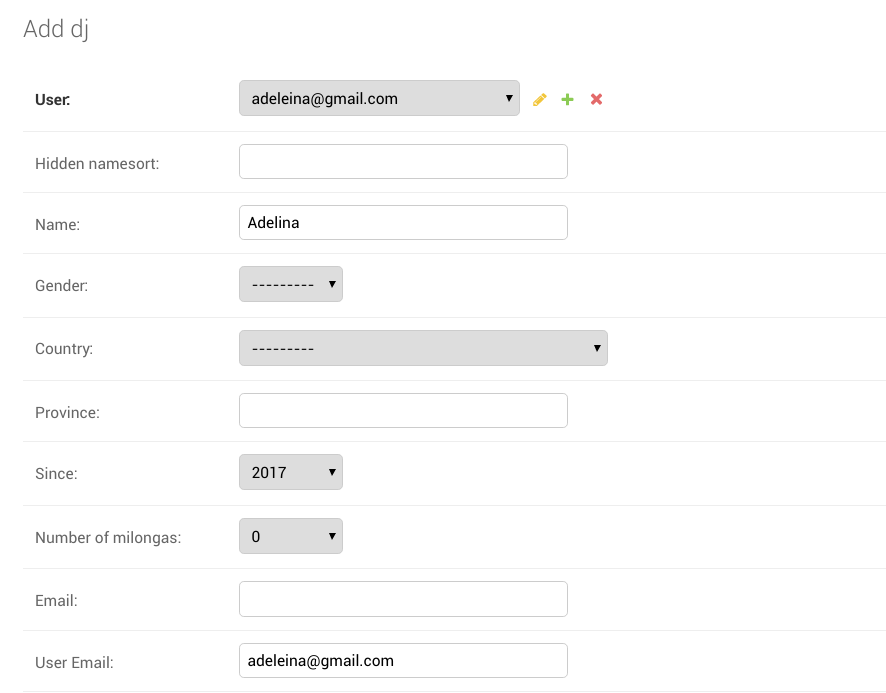 Add dj
User: adeleina@gmail.com
Hidden namesort:
Name: Adelina
Gender: ---------
Country: ---------
Province:
Since: 2017
Number of milongas: 0
Email:
User Email: adeleina@gmail.com